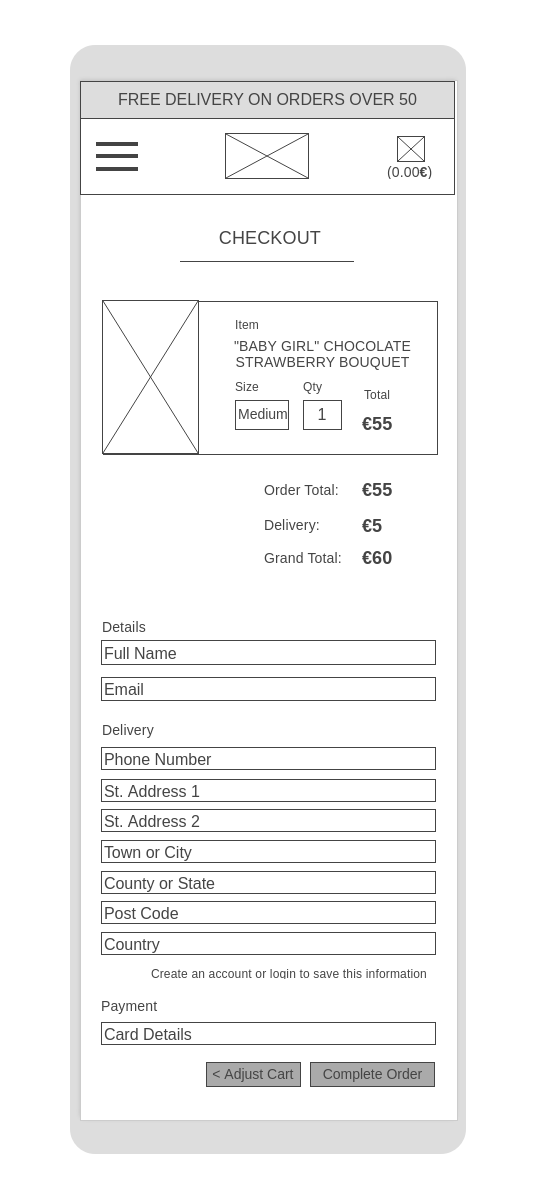 FREE DELIVERY ON ORDERS OVER 50
(0.00€)
CHECKOUT
Item
"BABY GIRL" CHOCOLATE
STRAWBERRY BOUQUET
Size Qty Total
Medium 1 €55
Order Total: €55
Delivery: €5
Grand Total: €60
Details
Full Name
Email
Delivery
Phone Number
St. Address 1
St. Address 2
Town or City
County or State
Post Code
Country
Create an account or login to save this information
Payment
Card Details
< Adjust Cart Complete Order